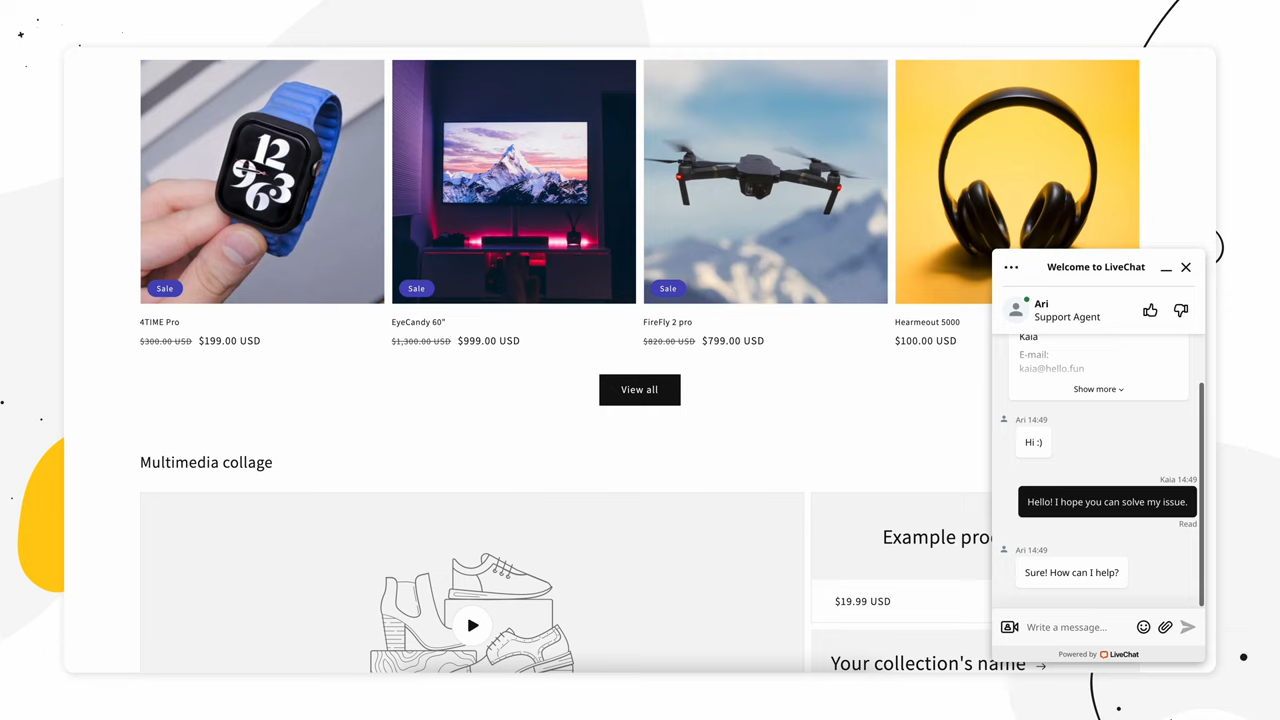 12
9 3
6
Sale
Sale
Sale
4TIME Pro
$300.00 USD $199.00 USD
EyeCandy 60"
$1,300.00 USD $999.00 USD
FireFly 2 pro
$820.00 USD $799.00 USD
Hearmeout 5000
$100.00 USD
View all
Multimedia collage
Example pro
$19.99 USD
Your collection's name →
Welcome to LiveChat
Ari
Support Agent
Kaia
E-mail:
kaia@hello.fun
Show more
Ari 14:49
Hi :)
Kaia 14:49
Hello! I hope you can solve my issue.
Read
Ari 14:49
Sure! How can I help?
Write a message...
Powered by LiveChat